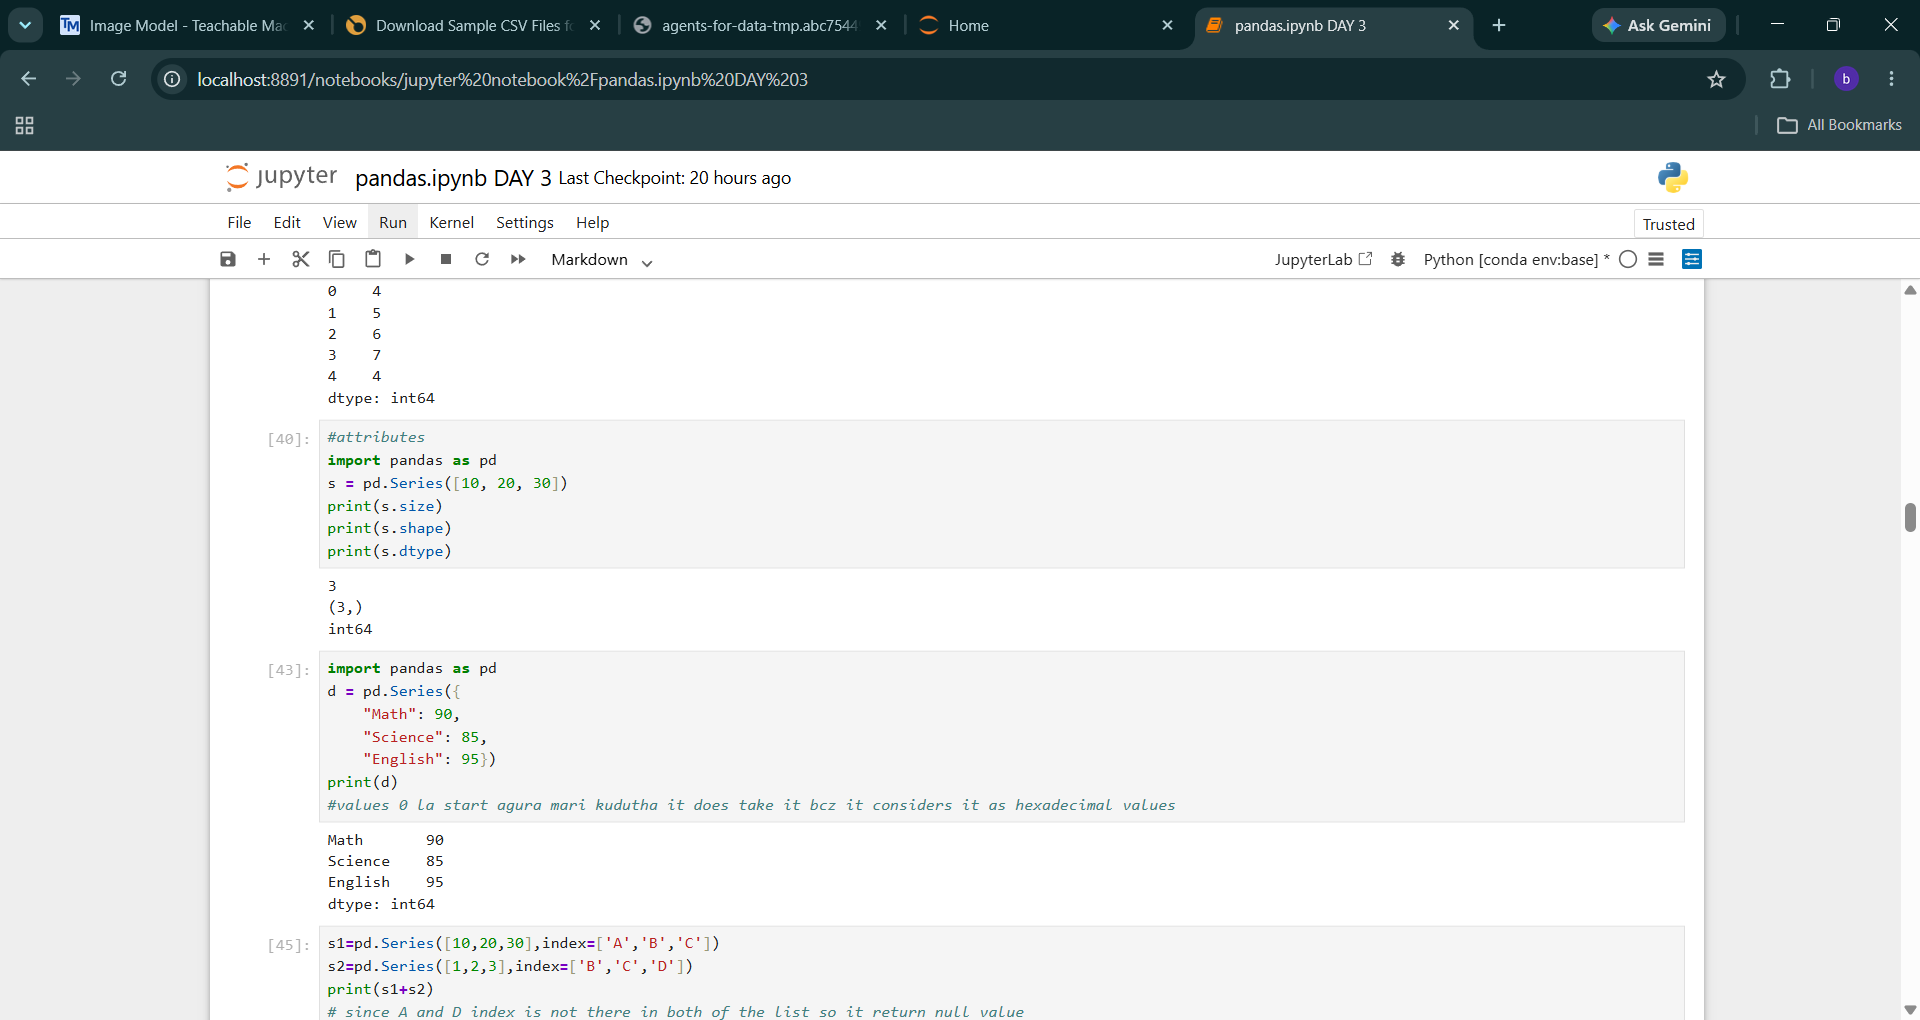 Image Model - Teachable Mac
Download Sample CSV Files fo
agents-for-data-tmp.abc7544
Home
pandas.ipynb DAY 3
Ask Gemini
localhost:8891/notebooks/jupyter%20notebook%2Fpandas.ipynb%20DAY%203
b
All Bookmarks
jupyter pandas.ipynb DAY 3 Last Checkpoint: 20 hours ago
File Edit View Run Kernel Settings Help
Trusted
Markdown
JupyterLab
Python [conda env:base] *
0    4
1    5
2    6
3    7
4    4
dtype: int64
[40]:
#attributes
import pandas as pd
s = pd.Series([10, 20, 30])
print(s.size)
print(s.shape)
print(s.dtype)
3
(3,)
int64
[43]:
import pandas as pd
d = pd.Series({
    "Math": 90,
    "Science": 85,
    "English": 95})
print(d)
#values 0 la start agura mari kudutha it does take it bcz it considers it as hexadecimal values
Math       90
Science    85
English    95
dtype: int64
[45]:
s1=pd.Series([10,20,30],index=['A','B','C'])
s2=pd.Series([1,2,3],index=['B','C','D'])
print(s1+s2)
# since A and D index is not there in both of the list so it return null value